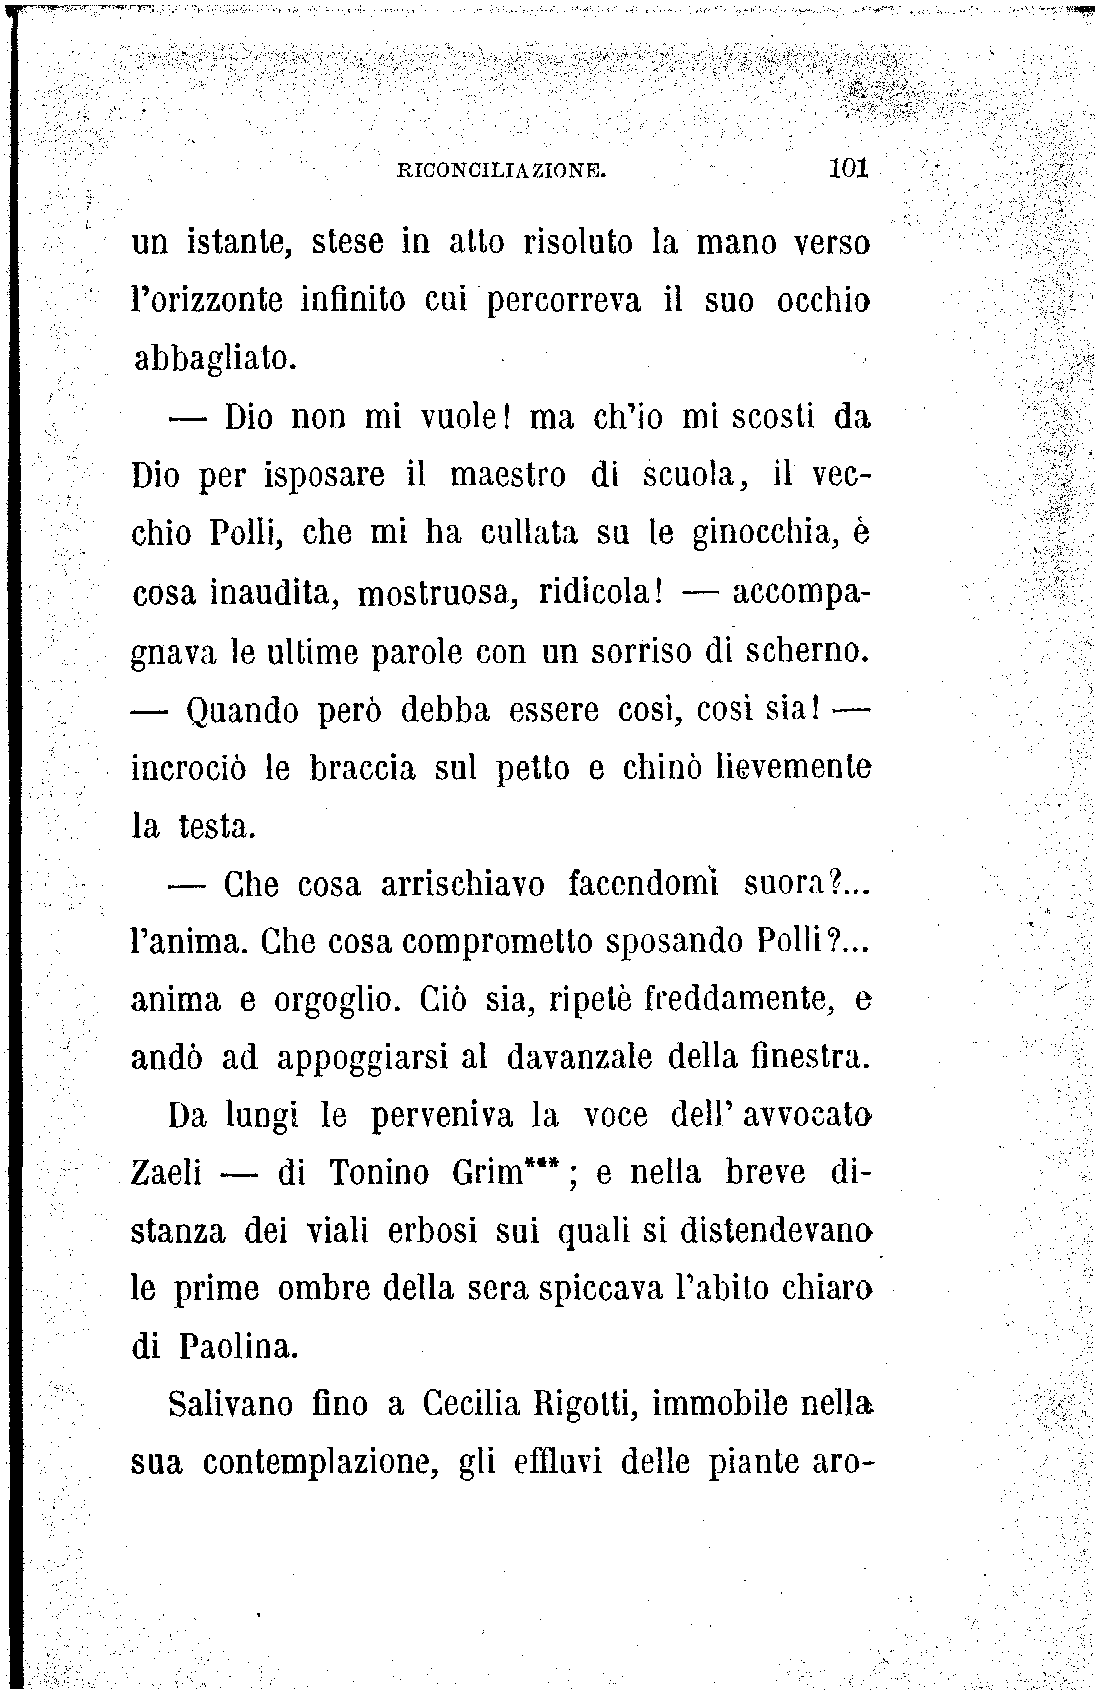 RICONCILIAZIONE. 101
un istante, stese in atto risoluto la mano verso
l'orizzonte infinito cui percorreva il suo occhio
abbagliato.
— Dio non mi vuole! ma ch'io mi scosti da
Dio per isposare il maestro di scuola, il vec-
chio Polli, che mi ha cullata su le ginocchia, è
cosa inaudita, mostruosa, ridicola! — accompa-
gnava le ultime parole con un sorriso di scherno.
— Quando però debba essere così, così sia! —
incrociò le braccia sul petto e chinò lievemente
la testa.
— Che cosa arrischiavo facendomi suora?...
l'anima. Che cosa comprometto sposando Polli?...
anima e orgoglio. Ciò sia, ripetè freddamente, e
andò ad appoggiarsi al davanzale della finestra.
Da lungi le perveniva la voce dell' avvocato
Zaeli — di Tonino Grim***; e nella breve di-
stanza dei viali erbosi sui quali si distendevano
le prime ombre della sera spiccava l'abito chiaro
di Paolina.
Salivano fino a Cecilia Rigotti, immobile nella
sua contemplazione, gli effluvi delle piante aro-